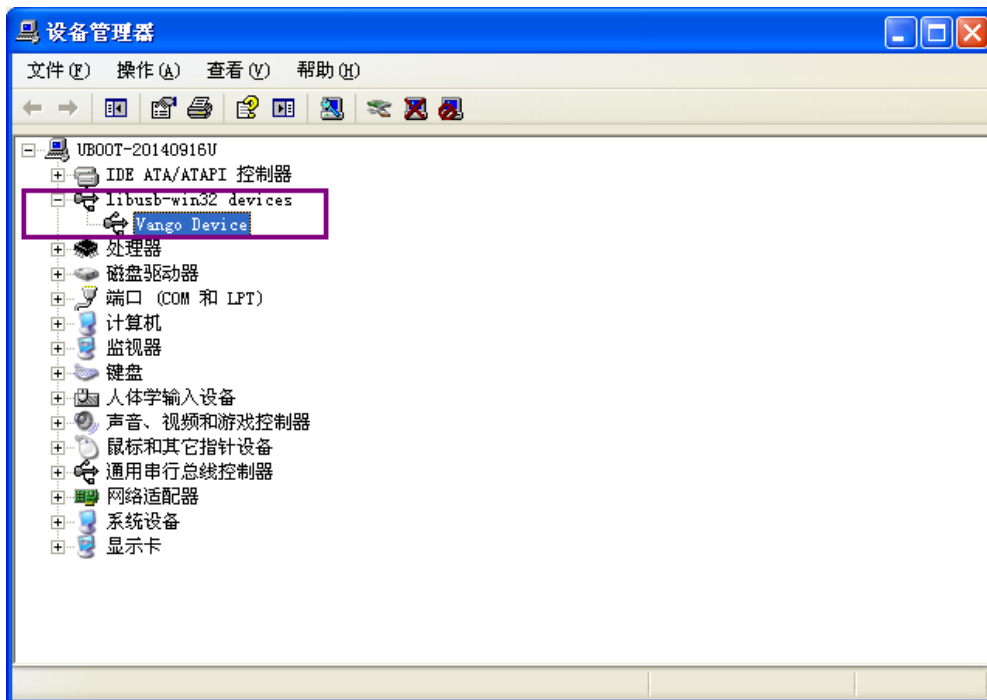 设备管理器
文件(F) 操作(A) 查看(V) 帮助(H)
UBOOT-20140916U
IDE ATA/ATAPI 控制器
libusb-win32 devices
Vango Device
处理器
磁盘驱动器
端口 (COM 和 LPT)
计算机
监视器
键盘
人体学输入设备
声音、视频和游戏控制器
鼠标和其它指针设备
通用串行总线控制器
网络适配器
系统设备
显示卡